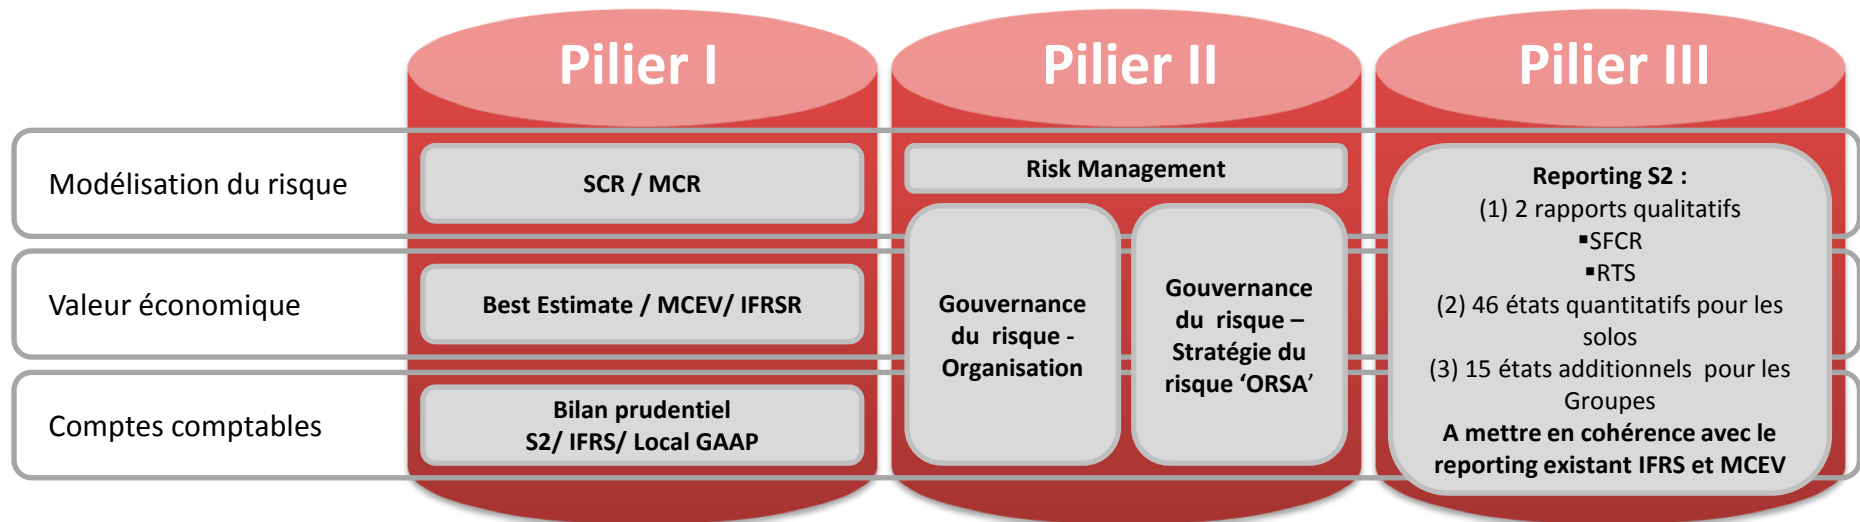 Pilier I
Pilier II
Pilier III
Modélisation du risque
SCR / MCR
Risk Management
Valeur économique
Best Estimate / MCEV/ IFRSR
Gouvernance
du risque -
Organisation
Gouvernance
du risque –
Stratégie du
risque ‘ORSA’
Comptes comptables
Bilan prudentiel
S2/ IFRS/ Local GAAP
Reporting S2 :
(1) 2 rapports qualitatifs
▪SFCR
▪RTS
(2) 46 états quantitatifs pour les
solos
(3) 15 états additionnels pour les
Groupes
A mettre en cohérence avec le
reporting existant IFRS et MCEV